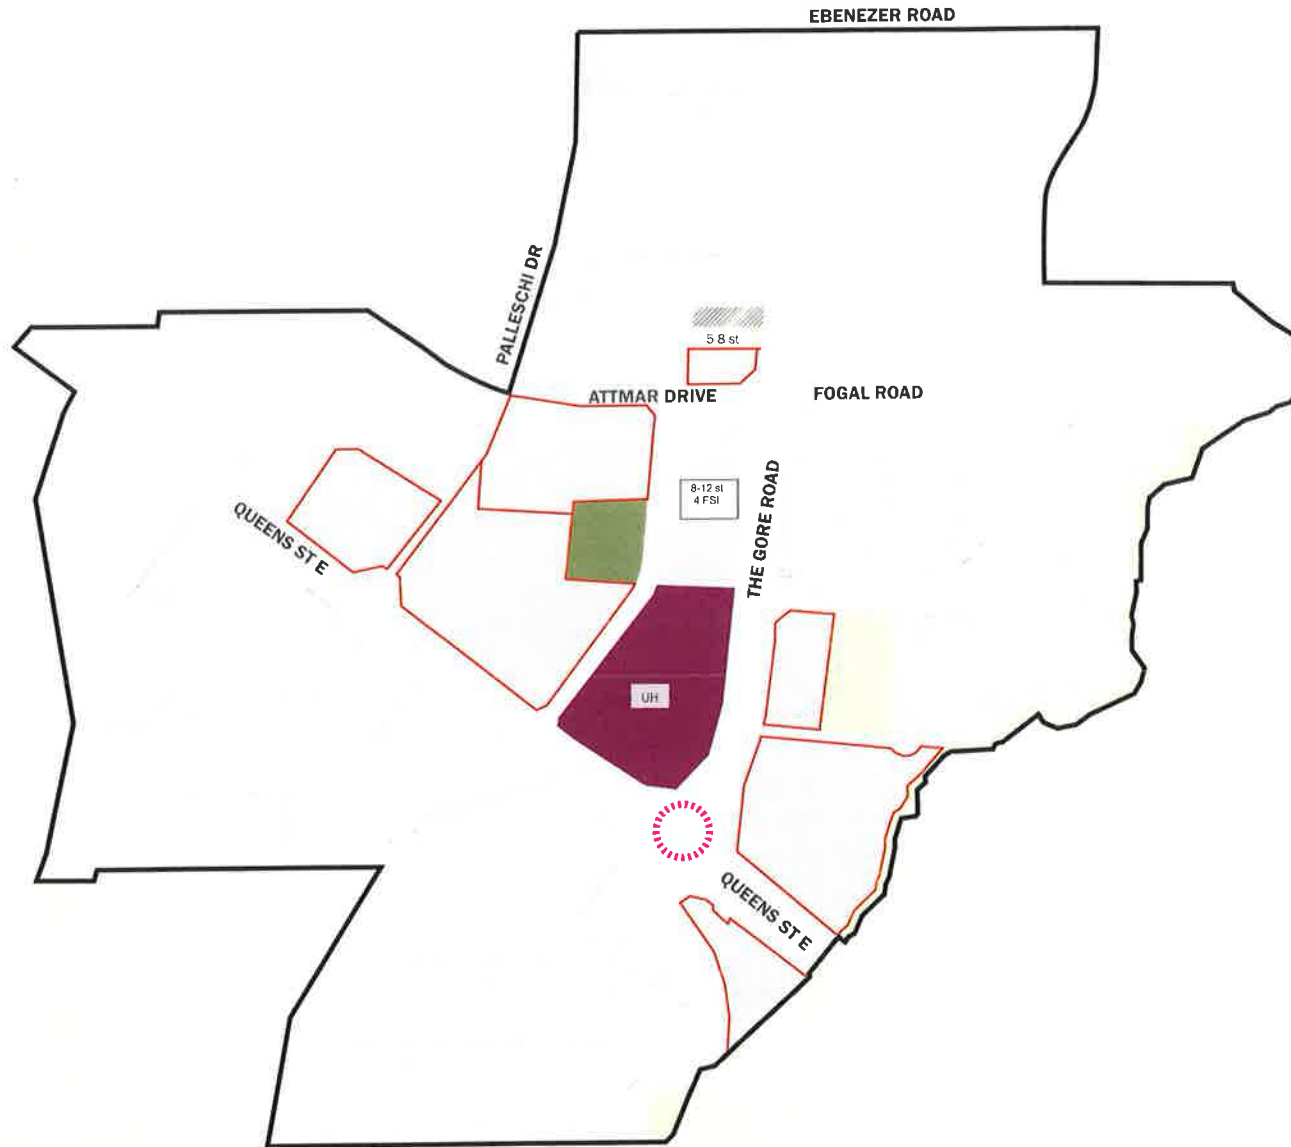 EBENEZER ROAD
PALLESCHI DR
5 8 st
ATTMAR DRIVE
FOGAL ROAD
8-12 st
4 FSI
QUEENS ST E
THE GORE ROAD
UH
QUEENS ST E